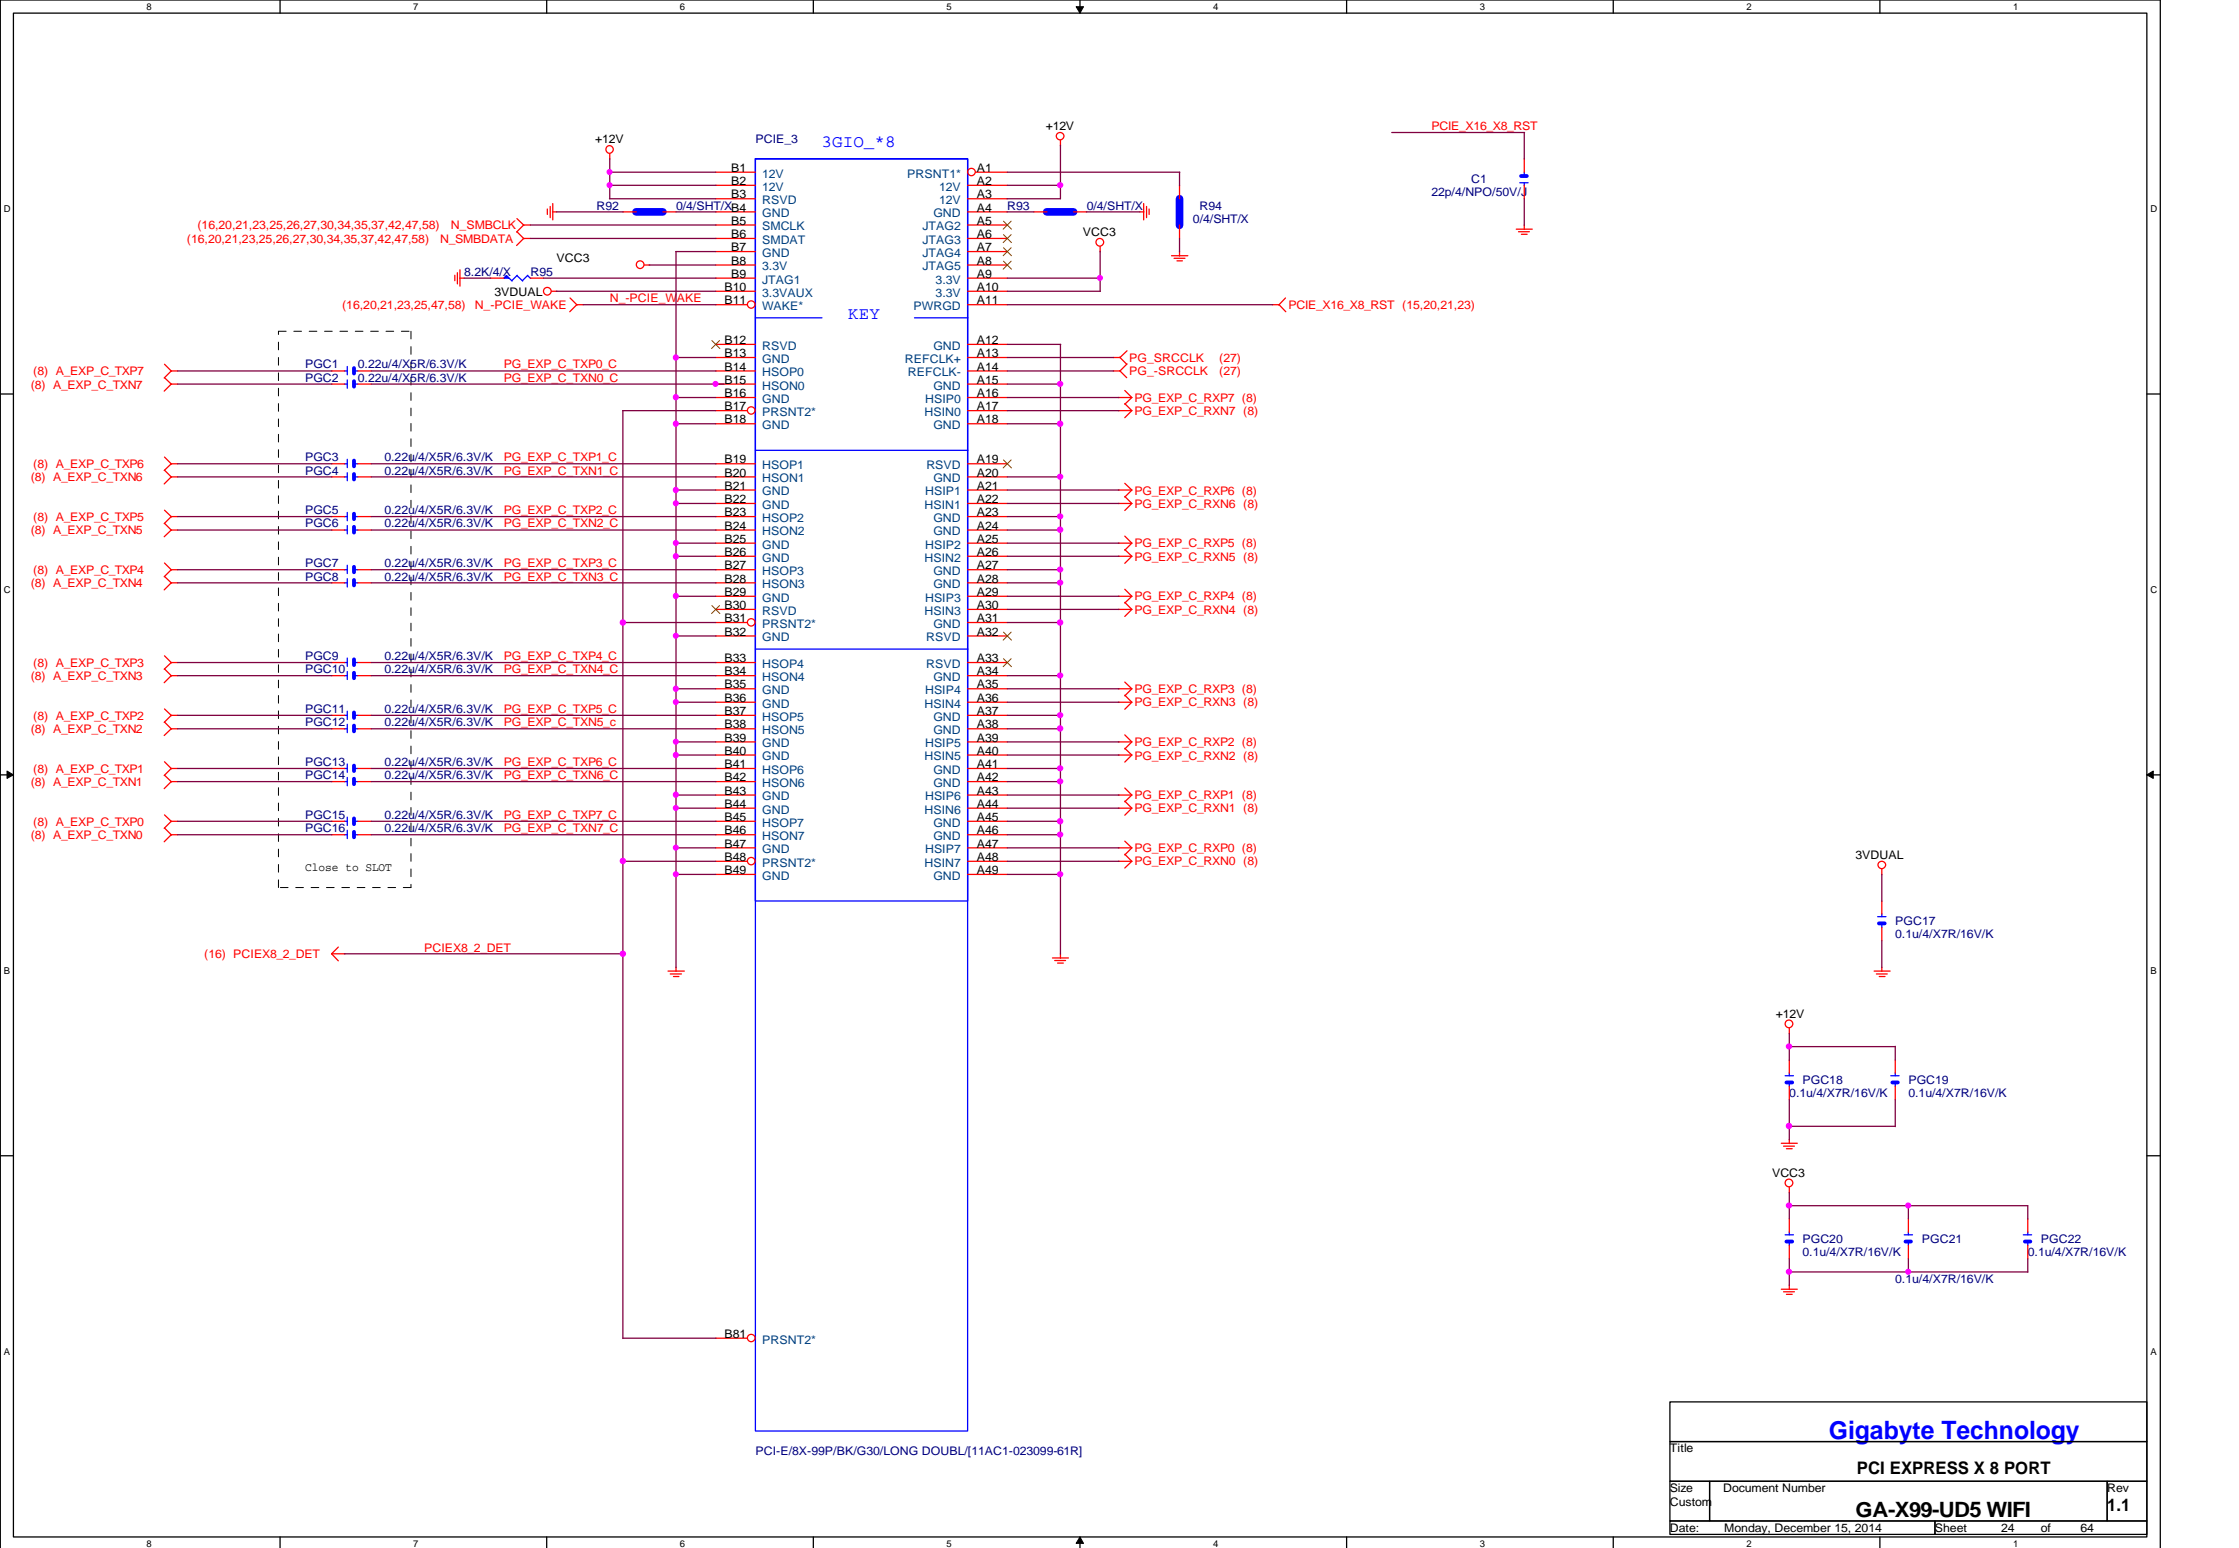 8 7 6 5 4 3 2 1
D
C
B
A
D
C
B
A
+12V
PCIE_3 3GIO_*8
+12V
PCIE_X16_X8_RST
C1
22p/4/NPO/50V/J
B1 12V PRSNT1* A1
B2 12V 12V A2
B3 RSVD 12V A3
R92 0/4/SHT/X B4 GND GND A4 R93 0/4/SHT/X R94
0/4/SHT/X
(16,20,21,23,25,26,27,30,34,35,37,42,47,58) N_SMBCLK B5 SMCLK JTAG2 A5
(16,20,21,23,25,26,27,30,34,35,37,42,47,58) N_SMBDATA B6 SMDAT JTAG3 A6
B7 GND JTAG4 A7 VCC3
VCC3 B8 3.3V JTAG5 A8
8.2K/4/X R95 B9 JTAG1 3.3V A9
3VDUAL B10 3.3VAUX 3.3V A10
(16,20,21,23,25,47,58) N_-PCIE_WAKE N_-PCIE_WAKE B11 WAKE* PWRGD A11 PCIE_X16_X8_RST (15,20,21,23)
KEY
B12 RSVD GND A12
B13 GND REFCLK+ A13 PG_SRCCLK (27)
(8) A_EXP_C_TXP7 PGC1 0.22u/4/X5R/6.3V/K PG_EXP_C_TXP0_C B14 HSOP0 REFCLK- A14 PG_-SRCCLK (27)
(8) A_EXP_C_TXN7 PGC2 0.22u/4/X5R/6.3V/K PG_EXP_C_TXN0_C B15 HSON0 GND A15
B16 GND HSIP0 A16 PG_EXP_C_RXP7 (8)
B17 PRSNT2* HSIN0 A17 PG_EXP_C_RXN7 (8)
B18 GND GND A18
(8) A_EXP_C_TXP6 PGC3 0.22u/4/X5R/6.3V/K PG_EXP_C_TXP1_C B19 HSOP1 RSVD A19
(8) A_EXP_C_TXN6 PGC4 0.22u/4/X5R/6.3V/K PG_EXP_C_TXN1_C B20 HSON1 GND A20
B21 GND HSIP1 A21 PG_EXP_C_RXP6 (8)
B22 GND HSIN1 A22 PG_EXP_C_RXN6 (8)
(8) A_EXP_C_TXP5 PGC5 0.22u/4/X5R/6.3V/K PG_EXP_C_TXP2_C B23 HSOP2 GND A23
(8) A_EXP_C_TXN5 PGC6 0.22u/4/X5R/6.3V/K PG_EXP_C_TXN2_C B24 HSON2 GND A24
B25 GND HSIP2 A25 PG_EXP_C_RXP5 (8)
B26 GND HSIN2 A26 PG_EXP_C_RXN5 (8)
(8) A_EXP_C_TXP4 PGC7 0.22u/4/X5R/6.3V/K PG_EXP_C_TXP3_C B27 HSOP3 GND A27
(8) A_EXP_C_TXN4 PGC8 0.22u/4/X5R/6.3V/K PG_EXP_C_TXN3_C B28 HSON3 GND A28
B29 GND HSIP3 A29 PG_EXP_C_RXP4 (8)
B30 RSVD HSIN3 A30 PG_EXP_C_RXN4 (8)
B31 PRSNT2* GND A31
B32 GND RSVD A32
(8) A_EXP_C_TXP3 PGC9 0.22u/4/X5R/6.3V/K PG_EXP_C_TXP4_C B33 HSOP4 RSVD A33
(8) A_EXP_C_TXN3 PGC10 0.22u/4/X5R/6.3V/K PG_EXP_C_TXN4_C B34 HSON4 GND A34
B35 GND HSIP4 A35 PG_EXP_C_RXP3 (8)
B36 GND HSIN4 A36 PG_EXP_C_RXN3 (8)
(8) A_EXP_C_TXP2 PGC11 0.22u/4/X5R/6.3V/K PG_EXP_C_TXP5_C B37 HSOP5 GND A37
(8) A_EXP_C_TXN2 PGC12 0.22u/4/X5R/6.3V/K PG_EXP_C_TXN5_c B38 HSON5 GND A38
B39 GND HSIP5 A39 PG_EXP_C_RXP2 (8)
B40 GND HSIN5 A40 PG_EXP_C_RXN2 (8)
(8) A_EXP_C_TXP1 PGC13 0.22u/4/X5R/6.3V/K PG_EXP_C_TXP6_C B41 HSOP6 GND A41
(8) A_EXP_C_TXN1 PGC14 0.22u/4/X5R/6.3V/K PG_EXP_C_TXN6_C B42 HSON6 GND A42
B43 GND HSIP6 A43 PG_EXP_C_RXP1 (8)
B44 GND HSIN6 A44 PG_EXP_C_RXN1 (8)
(8) A_EXP_C_TXP0 PGC15 0.22u/4/X5R/6.3V/K PG_EXP_C_TXP7_C B45 HSOP7 GND A45
(8) A_EXP_C_TXN0 PGC16 0.22u/4/X5R/6.3V/K PG_EXP_C_TXN7_C B46 HSON7 GND A46
B47 GND HSIP7 A47 PG_EXP_C_RXP0 (8)
B48 PRSNT2* HSIN7 A48 PG_EXP_C_RXN0 (8)
B49 GND GND A49
Close to SLOT
(16) PCIEX8_2_DET PCIEX8_2_DET
B81 PRSNT2*
PCI-E/8X-99P/BK/G30/LONG DOUBL/[11AC1-023099-61R]
3VDUAL
PGC17
0.1u/4/X7R/16V/K
+12V
PGC18 PGC19
0.1u/4/X7R/16V/K 0.1u/4/X7R/16V/K
VCC3
PGC20 PGC21 PGC22
0.1u/4/X7R/16V/K 0.1u/4/X7R/16V/K
0.1u/4/X7R/16V/K
Gigabyte Technology
Title
PCI EXPRESS X 8 PORT
Size Document Number Rev
Custom GA-X99-UD5 WIFI 1.1
Date: Monday, December 15, 2014 Sheet 24 of 64
8 7 6 5 4 3 2 1